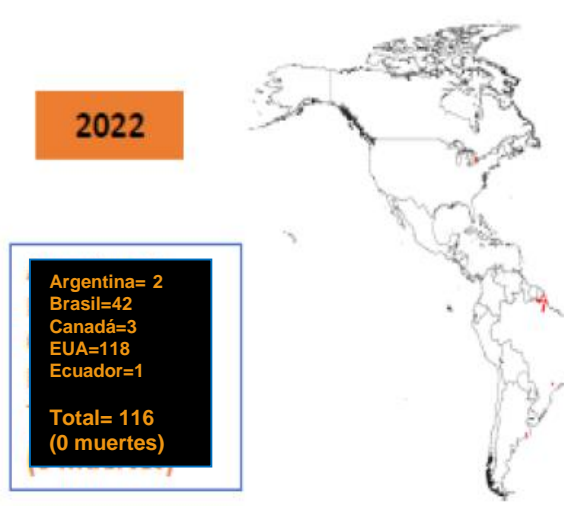 2022
Argentina= 2
Brasil=42
Canadá=3
EUA=118
Ecuador=1
Total= 116
(0 muertes)